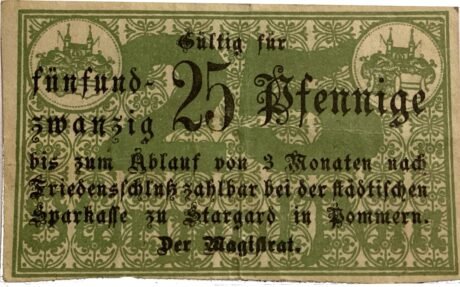 Gültig für
fünfund-
zwanzig 25 Pfennige
bis zum Ablauf von 3 Monaten nach
Friedensschluß zahlbar bei der städtischen
Sparkasse zu Stargard in Pommern.
Der Magistrat.